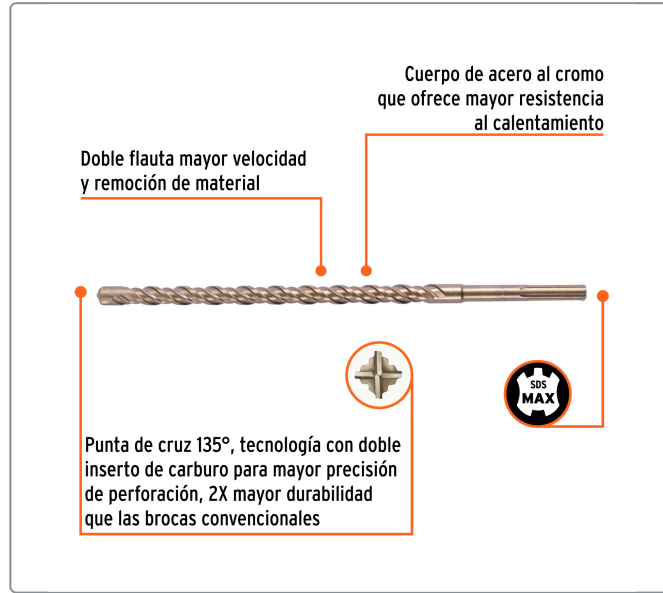 Cuerpo de acero al cromo
que ofrece mayor resistencia
al calentamiento
Doble flauta mayor velocidad
y remoción de material
SDS
MAX
Punta de cruz 135°, tecnología con doble
inserto de carburo para mayor precisión
de perforación, 2X mayor durabilidad
que las brocas convencionales